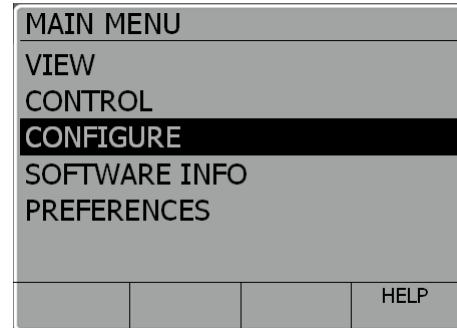 MAIN MENU
VIEW
CONTROL
CONFIGURE
SOFTWARE INFO
PREFERENCES
HELP